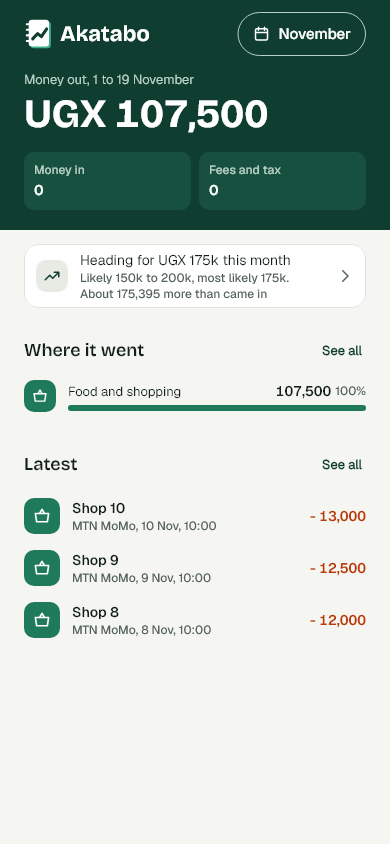 Akatabo
November
Money out, 1 to 19 November
UGX 107,500
Money in
0
Fees and tax
0
Heading for UGX 175k this month
Likely 150k to 200k, most likely 175k.
About 175,395 more than came in
Where it went
See all
Food and shopping
107,500 100%
Latest
See all
Shop 10
MTN MoMo, 10 Nov, 10:00
- 13,000
Shop 9
MTN MoMo, 9 Nov, 10:00
- 12,500
Shop 8
MTN MoMo, 8 Nov, 10:00
- 12,000